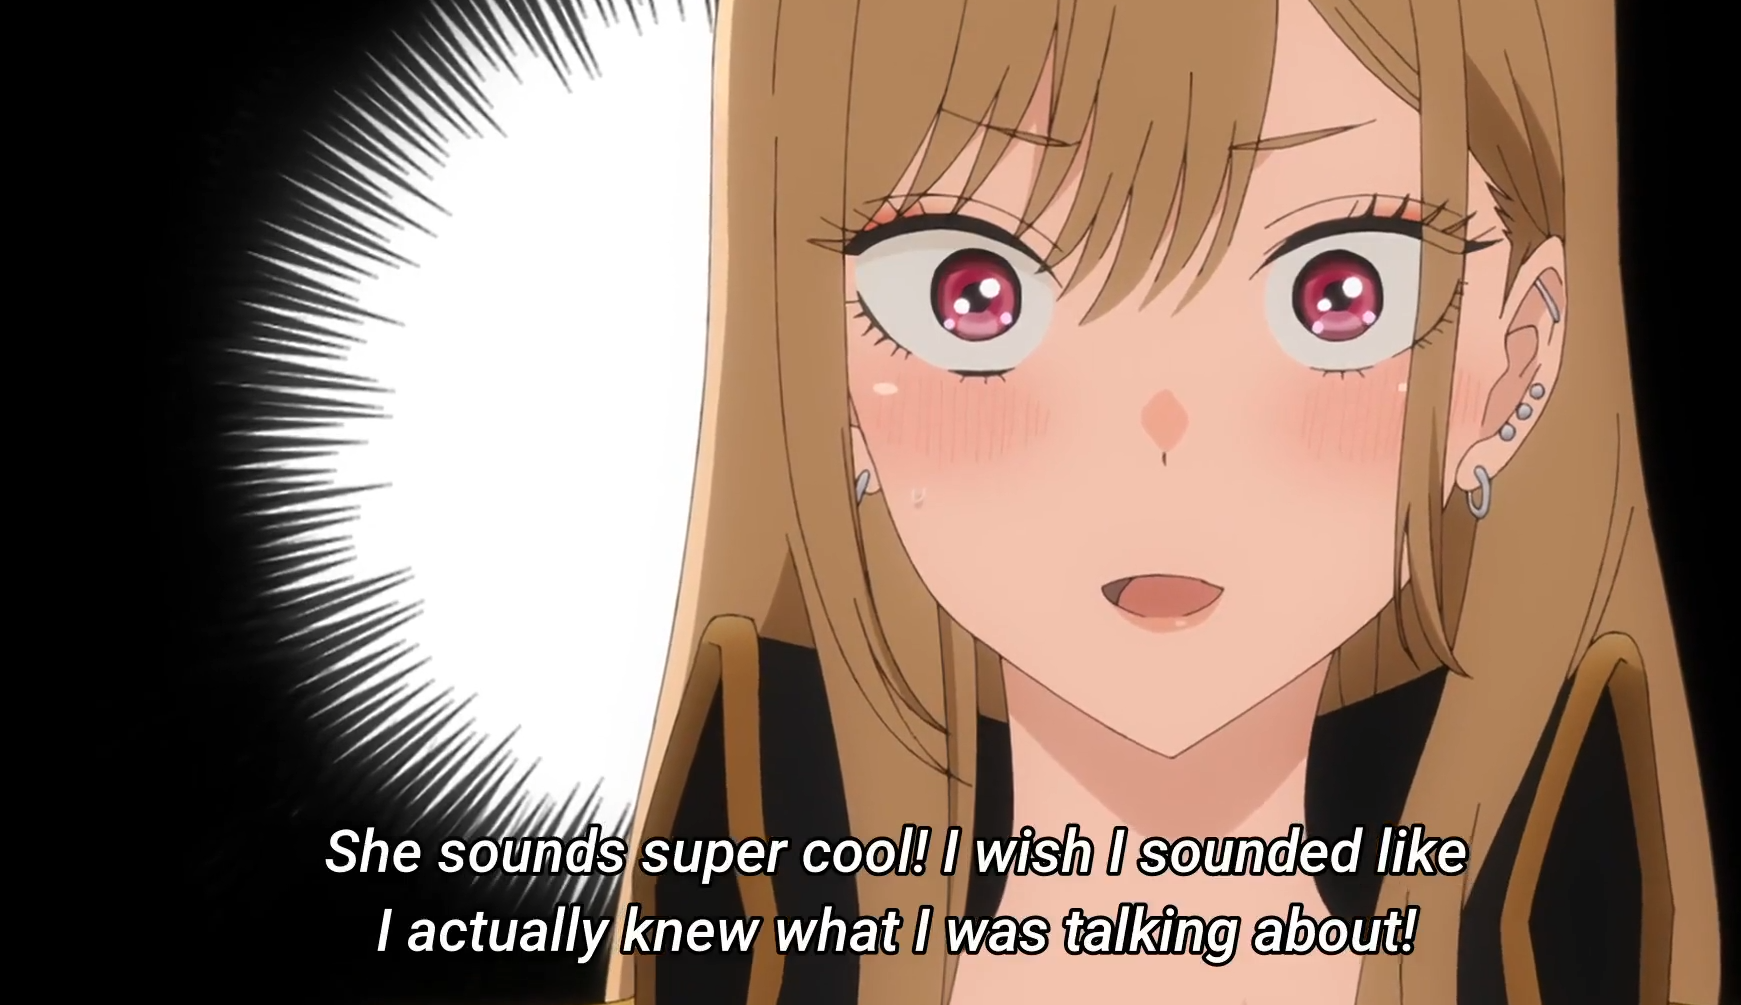 She sounds super cool! I wish I sounded like
I actually knew what I was talking about!